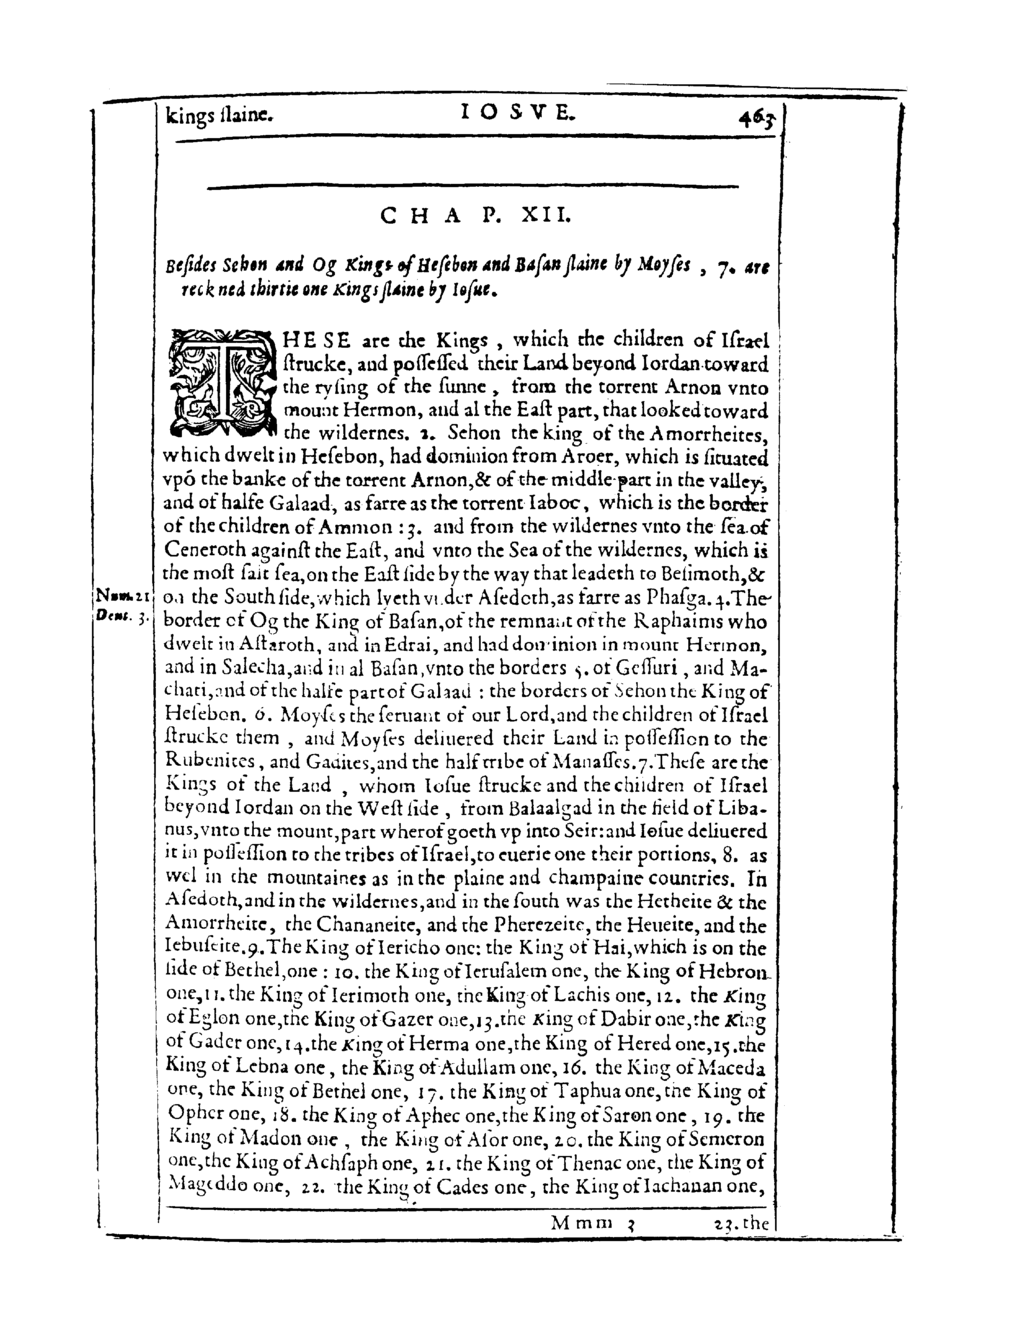 kings ſlaine.
IOSVE.
463
CHAP. XII.
Beſides Sehon and Og Kings of Heſebon and Baſan ſlaine by Moyſes , 7. are
reckned thirtie one Kings ſlaine by Ioſue.
THESE are the Kings , which the children of Iſrael
ſtrucke, and poſſeſſed their Land beyond Iordan toward
the ryſing of the ſunne , from the torrent Arnon vnto
mount Hermon, and al the Eaſt part, that looked toward
the wildernes. 2. Sehon the king of the Amorrheites,
which dwelt in Heſebon, had dominion from Aroer, which is ſituated
vpó the banke of the torrent Arnon,& of the middle part in the valley,
and of halfe Galaad, as farre as the torrent Iaboc, which is the border
of the children of Ammon :3. and from the wildernes vnto the ſea of
Ceneroth againſt the Eaſt, and vnto the Sea of the wildernes, which is
the moſt ſalt ſea,on the Eaſt ſide by the way that leadeth to Beſimoth,&
Num. 21
on the South ſide,which lyeth vnder Aſedoth,as farre as Phaſga. 4.The
Deut. 3.
border of Og the King of Baſan,of the remnant of the Raphaims who
dwelt in Aſtaroth, and in Edrai, and had dominion in mount Hermon,
and in Salecha,and in al Baſan,vnto the borders 5. of Geſſuri , and Ma-
chati,and of the halfe part of Galaad : the borders of Sehon the King of
Heſebon. 6. Moyſes the ſeruant of our Lord,and the children of Iſrael
ſtrucke them , and Moyſes deliuered their Land in poſſeſſion to the
Rubenites, and Gadites,and the half tribe of Manaſſes.7.Theſe are the
Kings of the Land , whom Ioſue ſtrucke and the children of Iſrael
beyond Iordan on the Weſt ſide , from Balaalgad in the field of Liba-
nus,vnto the mount,part wherof goeth vp into Seir:and Ioſue deliuered
it in poſſeſſion to the tribes of Iſrael,to euerie one their portions, 8. as
wel in the mountaines as in the plaine and champaine countries. In
Aſedoth,and in the wildernes,and in the ſouth was the Hetheite & the
Amorrheite, the Chananeite, and the Pherezeite, the Heueite, and the
Iebuſeite.9.The King of Iericho one: the King of Hai,which is on the
ſide of Bethel,one : 10. the King of Ieruſalem one, the King of Hebron
one,11.the King of Ierimoth one, the King of Lachis one, 12. the King
of Eglon one,the King of Gazer one,13.the King of Dabir one,the King
of Gader one,14.the King of Herma one,the King of Hered one,15.the
King of Lebna one , the King of Adullam one, 16. the King of Maceda
one, the King of Bethel one, 17. the King of Taphua one, the King of
Opher one, 18. the King of Aphec one,the King of Saron one , 19. the
King of Madon one , the King of Aſor one, 20. the King of Semeron
one,the King of Achſaph one, 21. the King of Thenac one, the King of
Mageddo one, 22. the King of Cades one, the King of Iachanan one,
Mmm 3
23.the